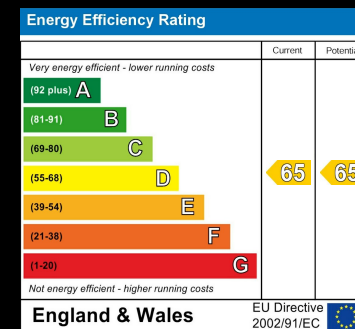 Energy Efficiency Rating
Current
Very energy efficient - lower running costs
(92 plus) A
(81-91) B
(69-80) C
(55-68) D
65 65
(39-54) E
(21-38) F
(1-20) G
Not energy efficient - higher running costs
England & Wales
EU Directive
2002/91/EC